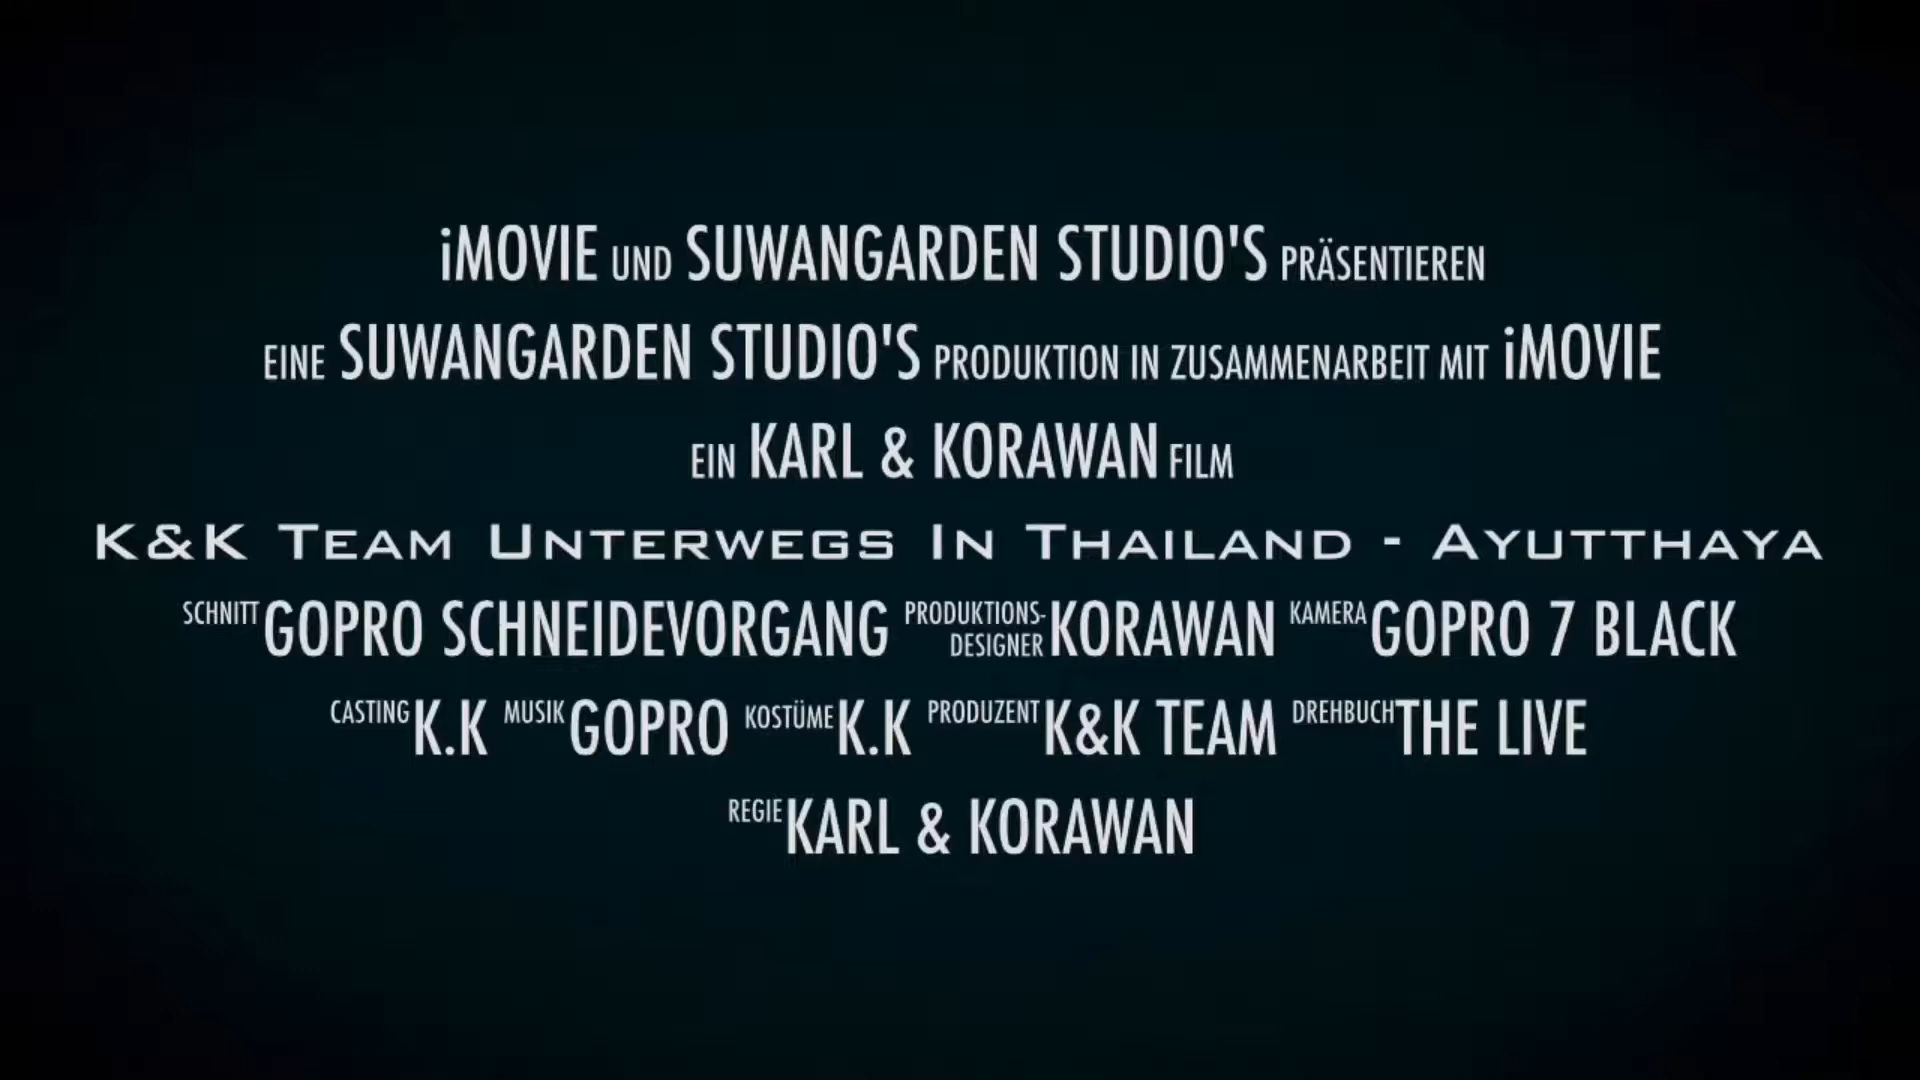 iMOVIE UND SUWANGARDEN STUDIO'S PRÄSENTIEREN
EINE SUWANGARDEN STUDIO'S PRODUKTION IN ZUSAMMENARBEIT MIT iMOVIE
EIN KARL & KORAWAN FILM
K&K TEAM UNTERWEGS IN THAILAND - AYUTTHAYA
SCHNITT GOPRO SCHNEIDEVORGANG PRODUKTIONS-DESIGNER KORAWAN KAMERA GOPRO 7 BLACK
CASTING K.K MUSIK GOPRO KOSTÜME K.K PRODUZENT K&K TEAM DREHBUCH THE LIVE
REGIE KARL & KORAWAN